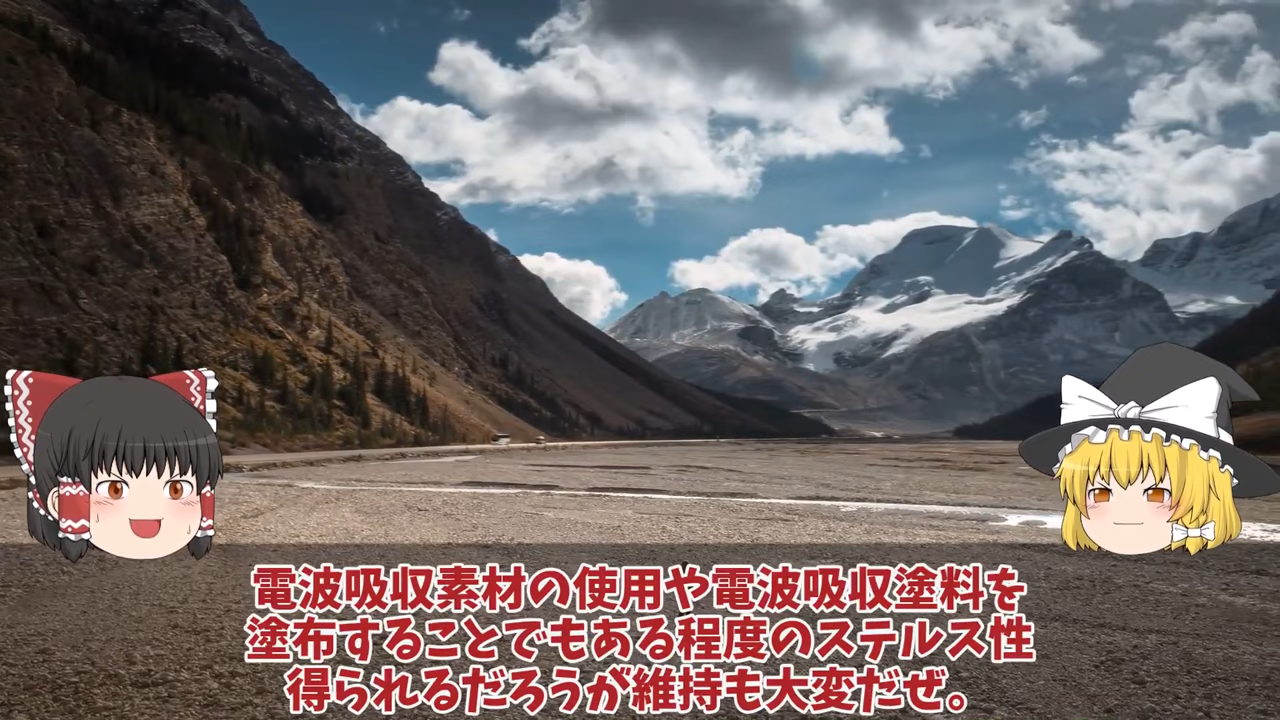 電波吸収素材の使用や電波吸収塗料を
塗布することでもある程度のステルス性
得られるだろうが維持も大変だぜ。